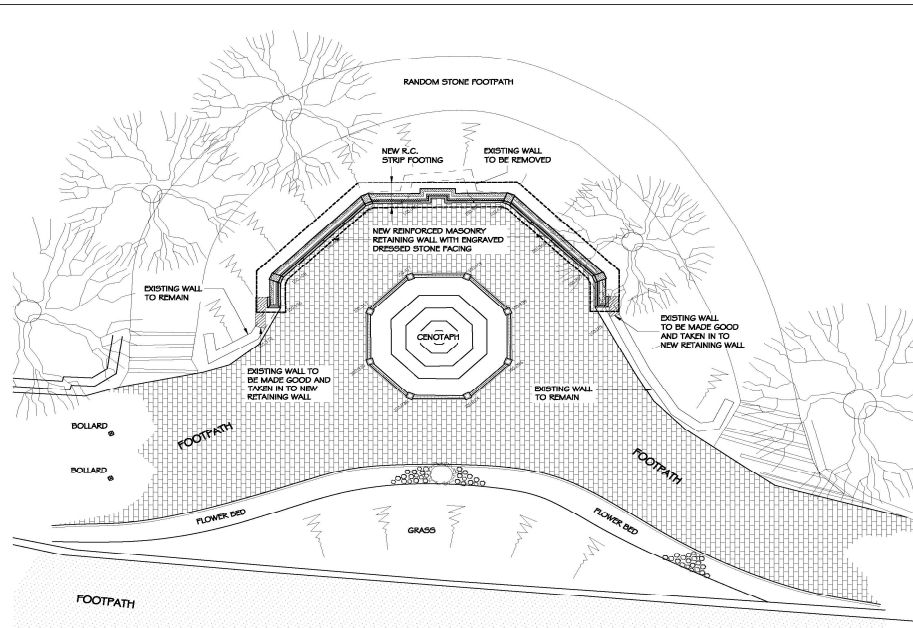 RANDOM STONE FOOTPATH
NEW R.C.
STRIP FOOTING
EXISTING WALL
TO BE REMOVED
NEW REINFORCED MASONRY
RETAINING WALL WITH ENGRAVED
DRESSED STONE FACING
EXISTING WALL
TO REMAIN
CENOTAPH
EXISTING WALL
TO BE MADE GOOD
AND TAKEN IN TO
NEW RETAINING WALL
EXISTING WALL TO
BE MADE GOOD AND
TAKEN IN TO NEW
RETAINING WALL
EXISTING WALL
TO REMAIN
BOLLARD
FOOTPATH
BOLLARD
FOOTPATH
FLOWER BED
GRASS
FLOWER BED
FOOTPATH